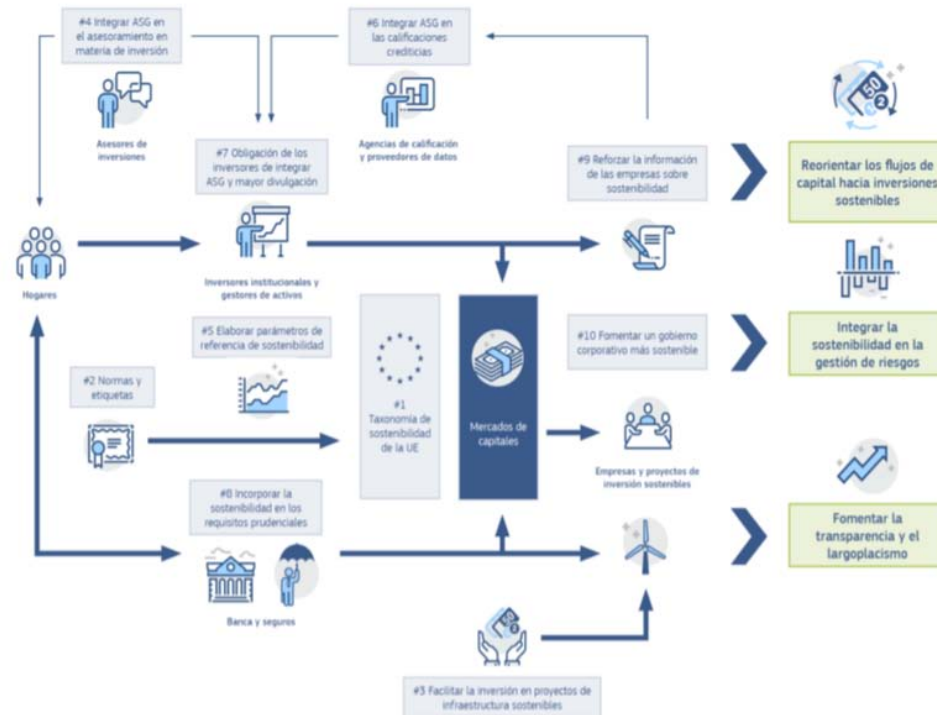 #4 Integrar ASG en
el asesoramiento en
materia de inversión
#6 Integrar ASG en
las calificaciones
crediticias
Asesores de
inversiones
Agencias de calificación
y proveedores de datos
#7 Obligación de los
inversores de integrar
ASG y mayor divulgación
#9 Reforzar la información
de las empresas sobre
sostenibilidad
Reorientar los flujos de
capital hacia inversiones
sostenibles
Hogares
Inversores institucionales y
gestores de activos
#5 Elaborar parámetros de
referencia de sostenibilidad
#10 Fomentar un gobierno
corporativo más sostenible
Integrar la
sostenibilidad en la
gestión de riesgos
#2 Normas y
etiquetas
#1
Taxonomía de
sostenibilidad
de la UE
Mercados de
capitales
Empresas y proyectos de
inversión sostenibles
#8 Incorporar la
sostenibilidad en los
requisitos prudenciales
Fomentar la
transparencia y el
largoplacismo
Banca y seguros
#3 Facilitar la inversión en proyectos de
infraestructura sostenibles